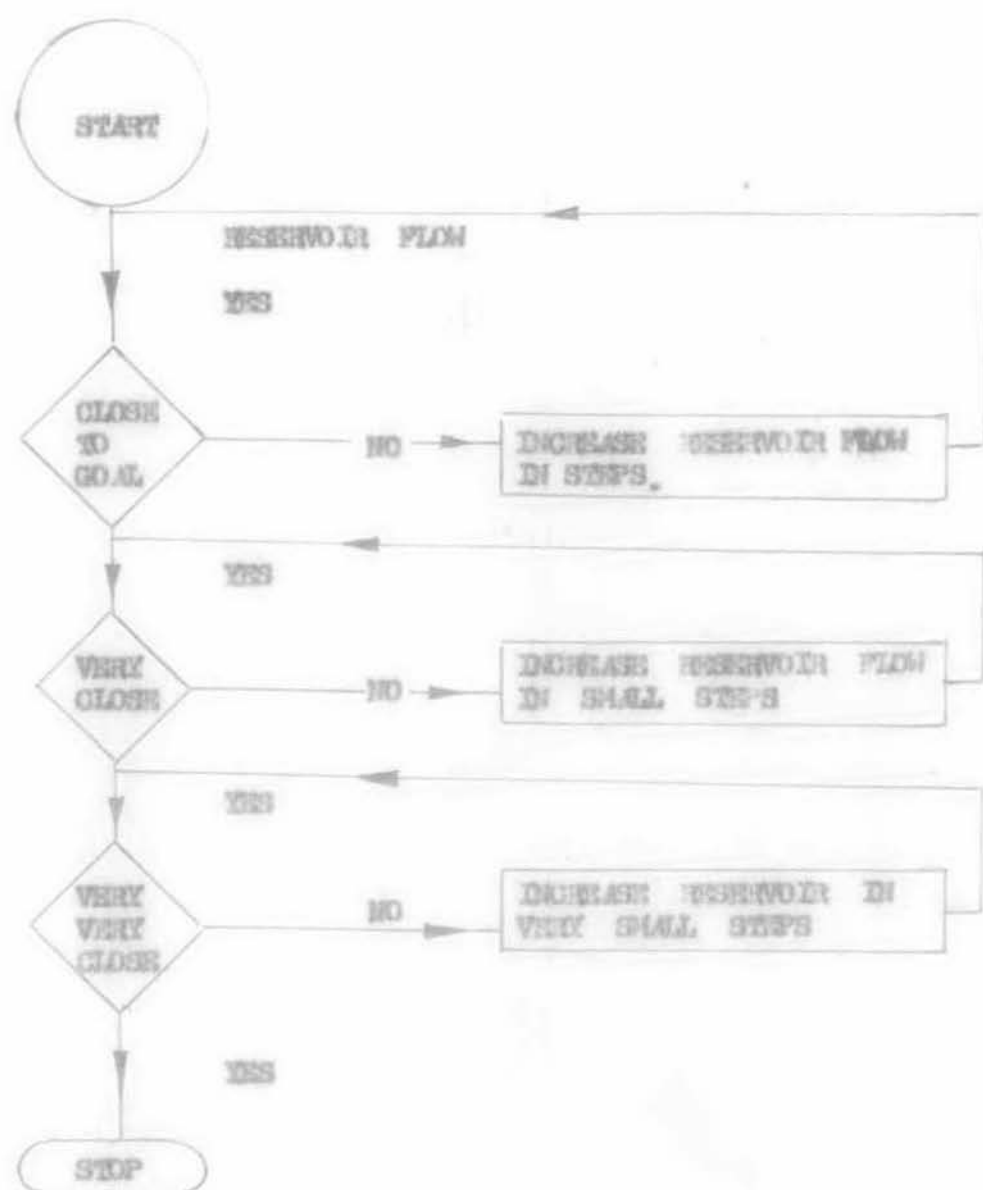 START
RESERVOIR FLOW
YES
CLOSE
TO
GOAL
NO
INCREASE RESERVOIR FLOW
IN STEPS.
YES
VERY
CLOSE
NO
INCREASE RESERVOIR FLOW
IN SMALL STEPS
YES
VERY
VERY
CLOSE
NO
INCREASE RESERVOIR IN
VERY SMALL STEPS
YES
STOP